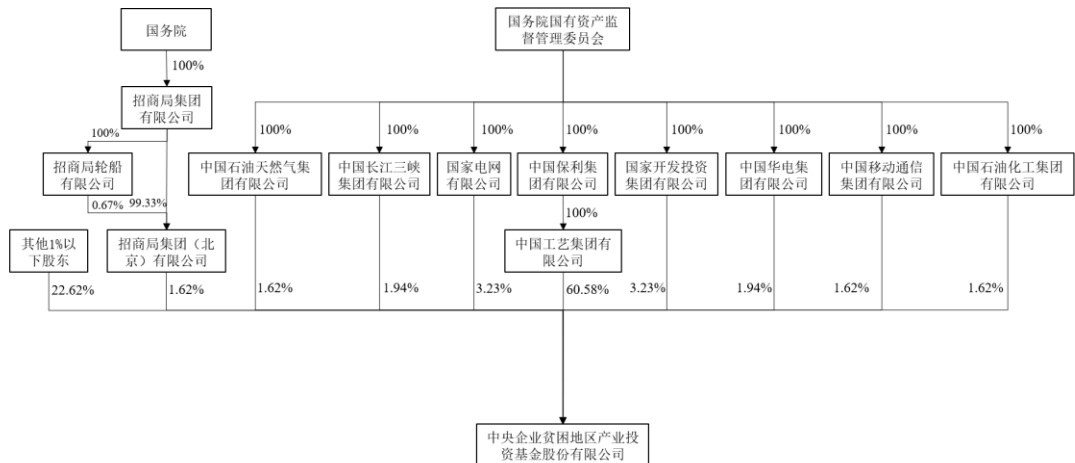 国务院
国务院国有资产监
督管理委员会
100%
招商局集团
有限公司
100%
100%
100%
100%
100%
100%
100%
100%
100%
招商局轮船
有限公司
中国石油天然气集
团有限公司
中国长江三峡
集团有限公司
国家电网有
限公司
中国保利集
团有限公司
国家开发投资
集团有限公司
中国华电集
团有限公司
中国移动通信
集团有限公司
中国石油化工集团
有限公司
0.67%
99.33%
100%
其他1%以
下股东
招商局集团（北
京）有限公司
中国工艺集团有
限公司
22.62%
1.62%
1.62%
1.94%
3.23%
60.58%
3.23%
1.94%
1.62%
1.62%
中央企业贫困地区产业投
资基金股份有限公司